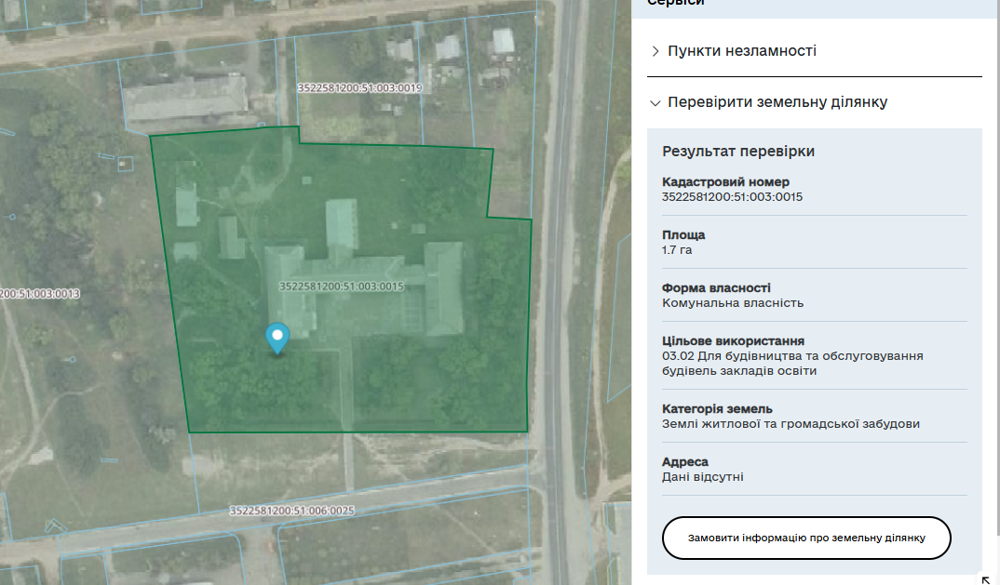 Сервіси
Пункти незламності
Перевірити земельну ділянку
Результат перевірки
Кадастровий номер
3522581200:51:003:0015
Площа
1.7 га
Форма власності
Комунальна власність
Цільове використання
03.02 Для будівництва та обслуговування
будівель закладів освіти
Категорія земель
Землі житлової та громадської забудови
Адреса
Дані відсутні
Замовити інформацію про земельну ділянку
3522581200:51:003:0019
3522581200:51:003:0015
200:51:003:0013
3522581200:51:006:0025